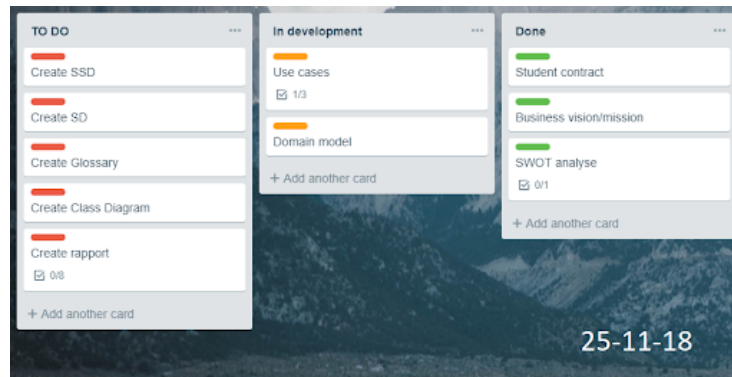 TO DO
Create SSD
Create SD
Create Glossary
Create Class Diagram
Create rapport
0/8
+ Add another card
In development
Use cases
1/3
Domain model
+ Add another card
Done
Student contract
Business vision/mission
SWOT analyse
0/1
+ Add another card
25-11-18